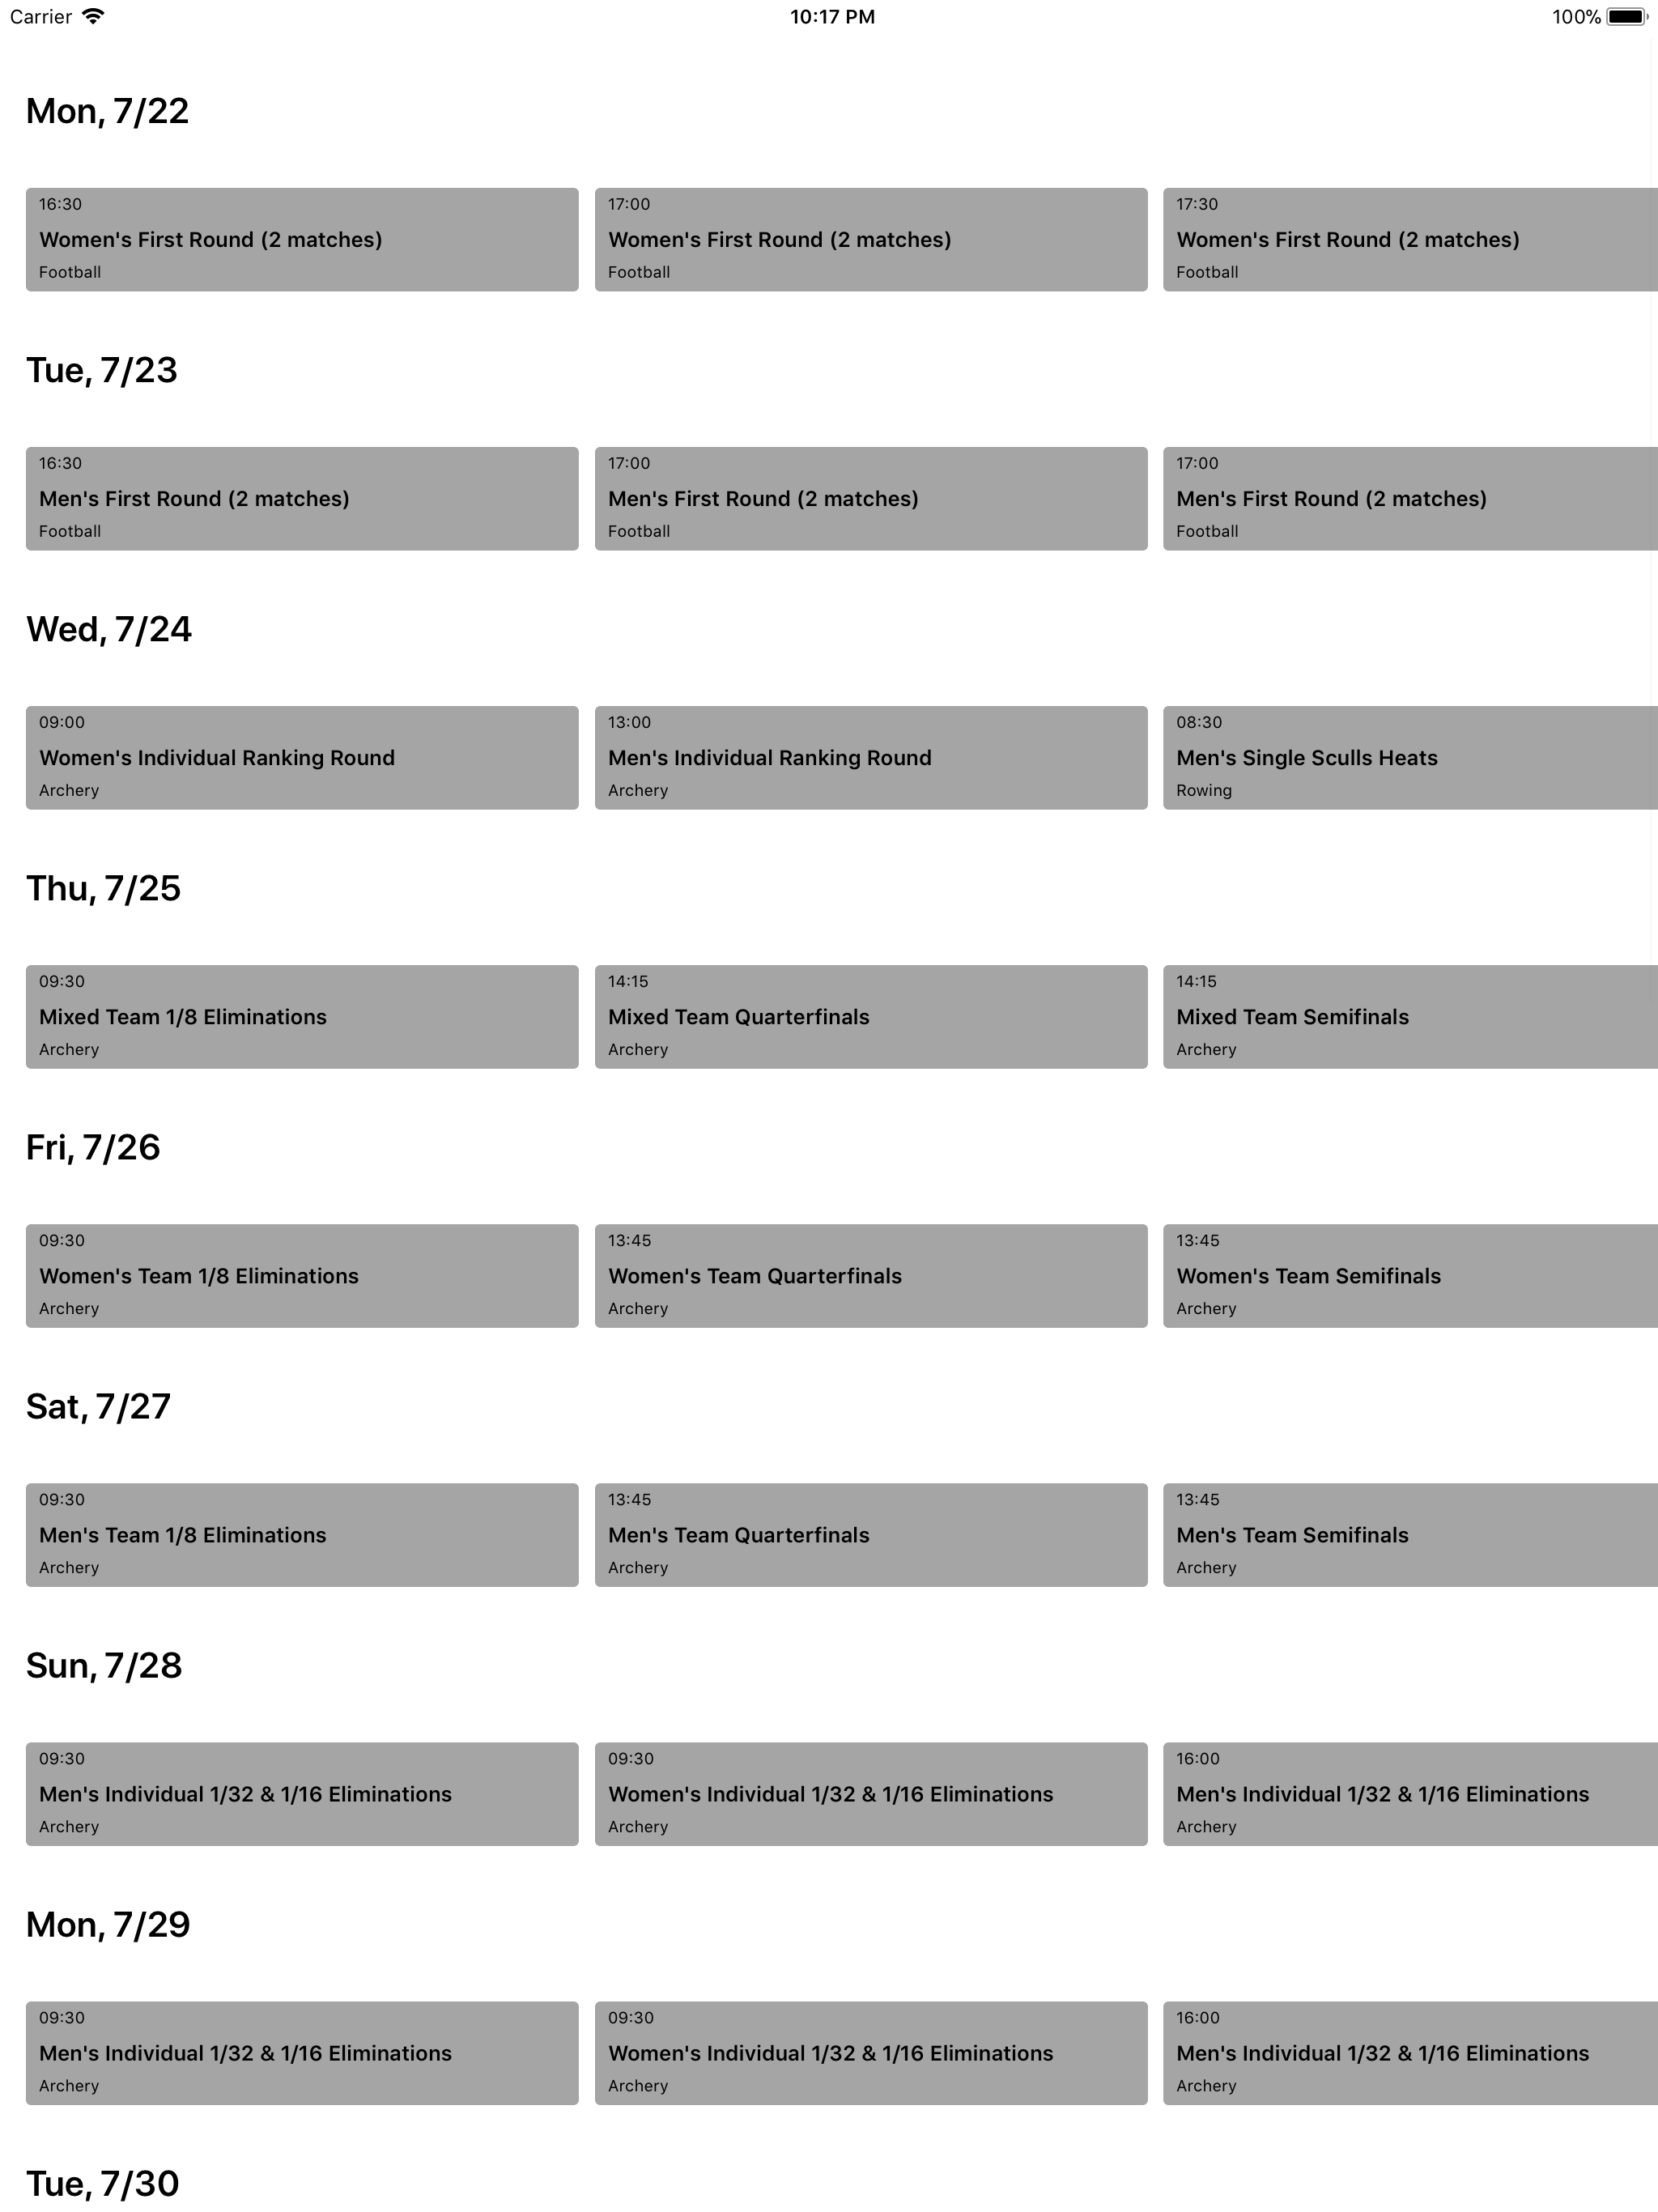 Carrier 10:17 PM 100%
Mon, 7/22
16:30
Women's First Round (2 matches)
Football
17:00
Women's First Round (2 matches)
Football
17:30
Women's First Round (2 matches)
Football
Tue, 7/23
16:30
Men's First Round (2 matches)
Football
17:00
Men's First Round (2 matches)
Football
17:00
Men's First Round (2 matches)
Football
Wed, 7/24
09:00
Women's Individual Ranking Round
Archery
13:00
Men's Individual Ranking Round
Archery
08:30
Men's Single Sculls Heats
Rowing
Thu, 7/25
09:30
Mixed Team 1/8 Eliminations
Archery
14:15
Mixed Team Quarterfinals
Archery
14:15
Mixed Team Semifinals
Archery
Fri, 7/26
09:30
Women's Team 1/8 Eliminations
Archery
13:45
Women's Team Quarterfinals
Archery
13:45
Women's Team Semifinals
Archery
Sat, 7/27
09:30
Men's Team 1/8 Eliminations
Archery
13:45
Men's Team Quarterfinals
Archery
13:45
Men's Team Semifinals
Archery
Sun, 7/28
09:30
Men's Individual 1/32 & 1/16 Eliminations
Archery
09:30
Women's Individual 1/32 & 1/16 Eliminations
Archery
16:00
Men's Individual 1/32 & 1/16 Eliminations
Archery
Mon, 7/29
09:30
Men's Individual 1/32 & 1/16 Eliminations
Archery
09:30
Women's Individual 1/32 & 1/16 Eliminations
Archery
16:00
Men's Individual 1/32 & 1/16 Eliminations
Archery
Tue, 7/30